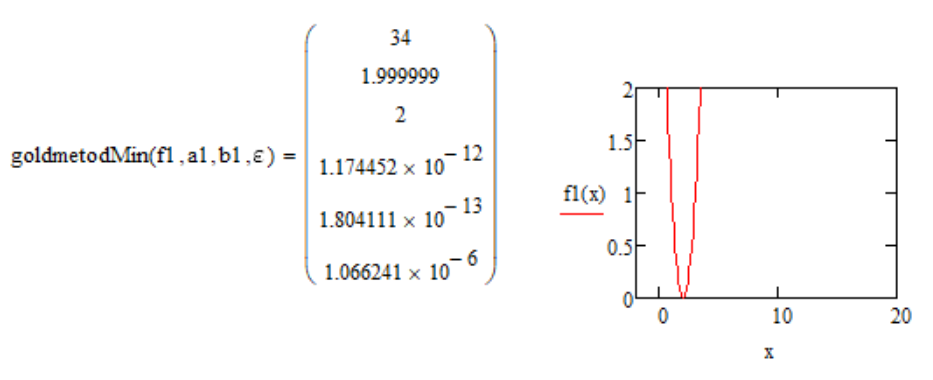 34
1.999999
2
goldmetodMin(f1,a1,b1,ε) =
1.174452 × 10^−12
1.804111 × 10^−13
1.066241 × 10^−6
2
1.5
f1(x) 1
0.5
0
0 10 20
x